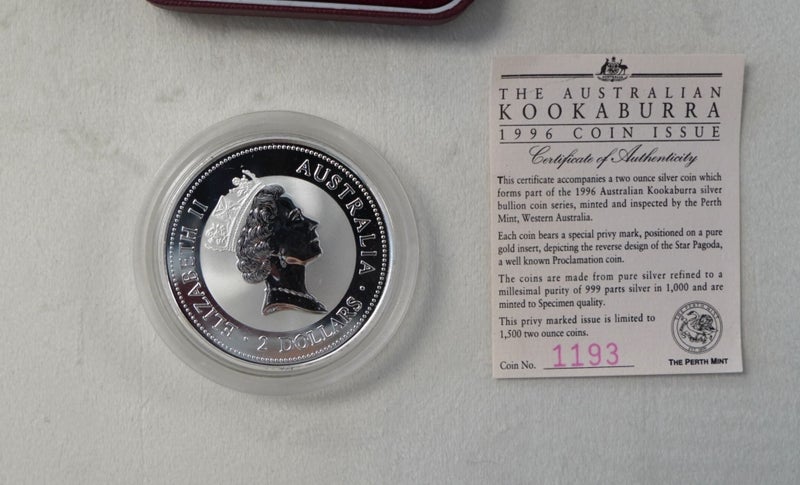 ELIZABETH II AUSTRALIA · 2 DOLLARS ·
THE AUSTRALIAN
KOOKABURRA
1996 COIN ISSUE
Certificate of Authenticity
This certificate accompanies a two ounce silver coin which
forms part of the 1996 Australian Kookaburra silver
bullion coin series, minted and inspected by the Perth
Mint, Western Australia.
Each coin bears a special privy mark, positioned on a pure
gold insert, depicting the reverse design of the Star Pagoda,
a well known Proclamation coin.
The coins are made from pure silver refined to a
millesimal purity of 999 parts silver in 1,000 and are
minted to Specimen quality.
This privy marked issue is limited to
1,500 two ounce coins.
Coin No. 1193
THE PERTH MINT